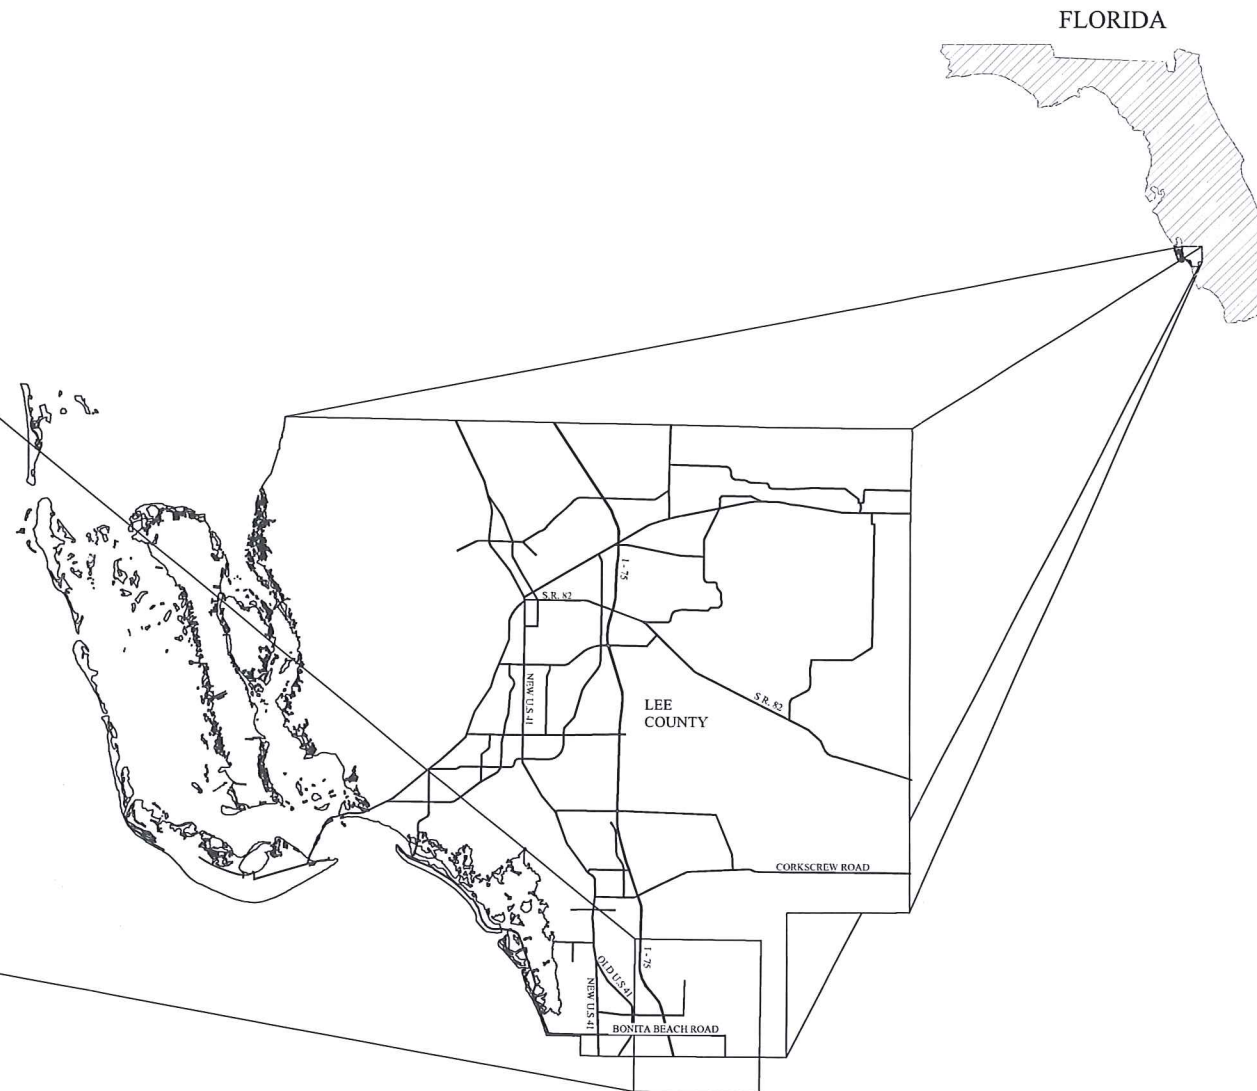 FLORIDA
I - 75
S.R. 82
NEW U.S 41
LEE
COUNTY
S.R. 82
CORKSCREW ROAD
OLD U.S 41
I - 75
NEW U.S 41
BONITA BEACH ROAD